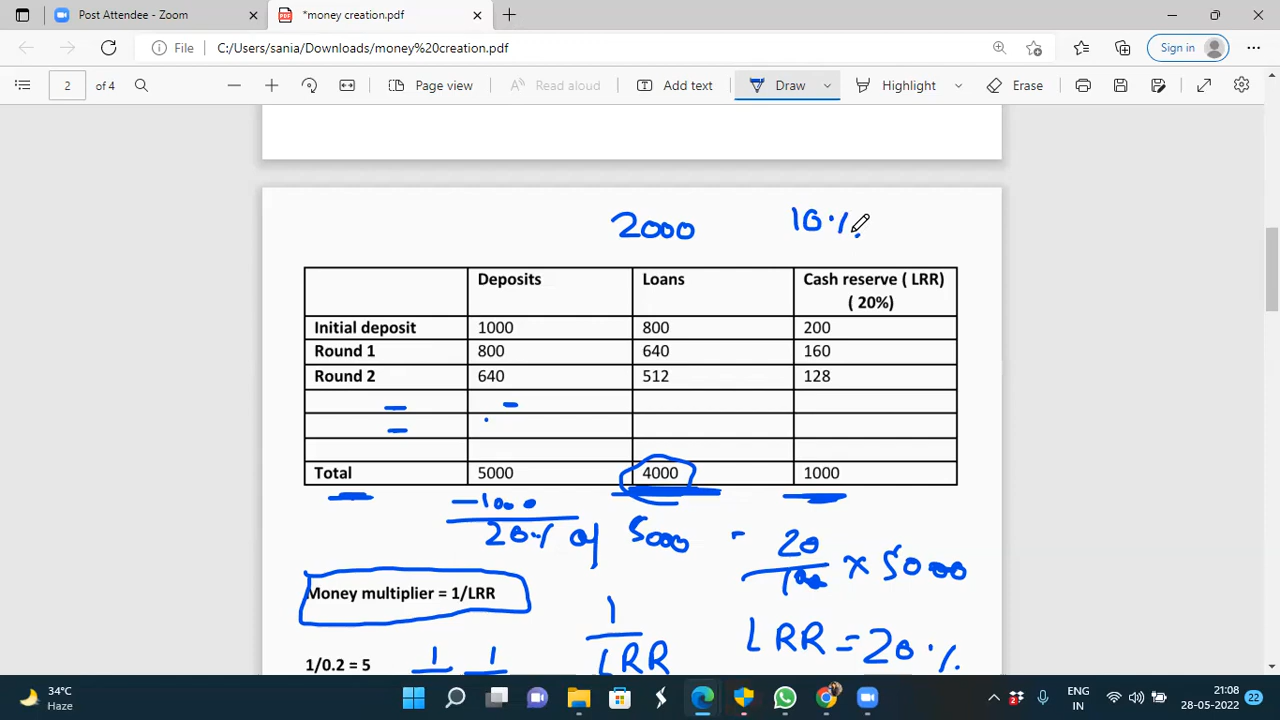 Post Attendee - Zoom
*money creation.pdf
File C:/Users/sania/Downloads/money%20creation.pdf
Sign in
2 of 4
Page view
Read aloud
Add text
Draw
Highlight
Erase
2000 10%
Deposits Loans Cash reserve ( LRR) ( 20%)
Initial deposit 1000 800 200
Round 1 800 640 160
Round 2 640 512 128
Total 5000 4000 1000
-1000
20% of 5000 - 20/100 x 5000
Money multiplier = 1/LRR
1/LRR
LRR = 20%
1/0.2 = 5
1 1
34°C
Haze
ENG
IN
21:08
28-05-2022
22